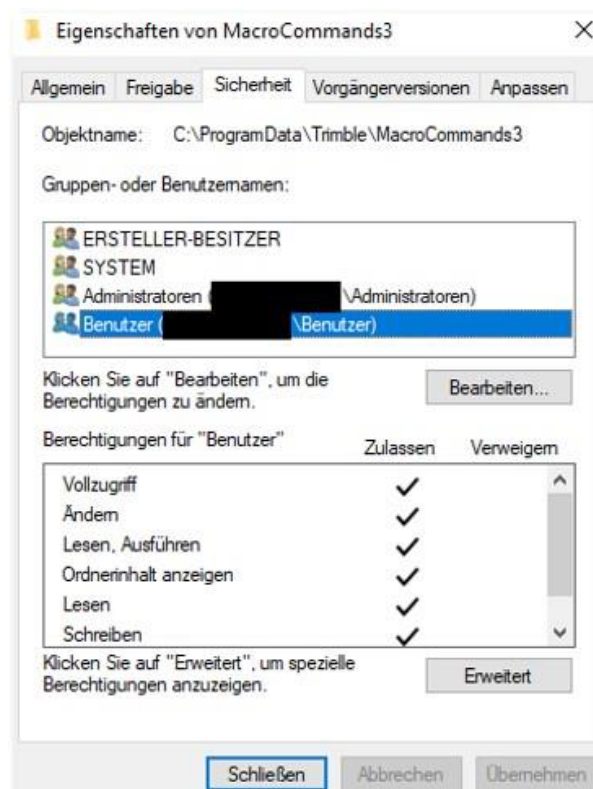 Eigenschaften von MacroCommands3
Allgemein Freigabe Sicherheit Vorgängerversionen Anpassen
Objektname: C:\ProgramData\Trimble\MacroCommands3
Gruppen- oder Benutzernamen:
ERSTELLER-BESITZER
SYSTEM
Administratoren ( \Administratoren)
Benutzer ( \Benutzer)
Klicken Sie auf "Bearbeiten", um die
Berechtigungen zu ändern.
Bearbeiten...
Berechtigungen für "Benutzer" Zulassen Verweigern
Vollzugriff
Ändern
Lesen, Ausführen
Ordnerinhalt anzeigen
Lesen
Schreiben
Klicken Sie auf "Erweitert", um spezielle
Berechtigungen anzuzeigen.
Erweitert
Schließen Abbrechen Übernehmen